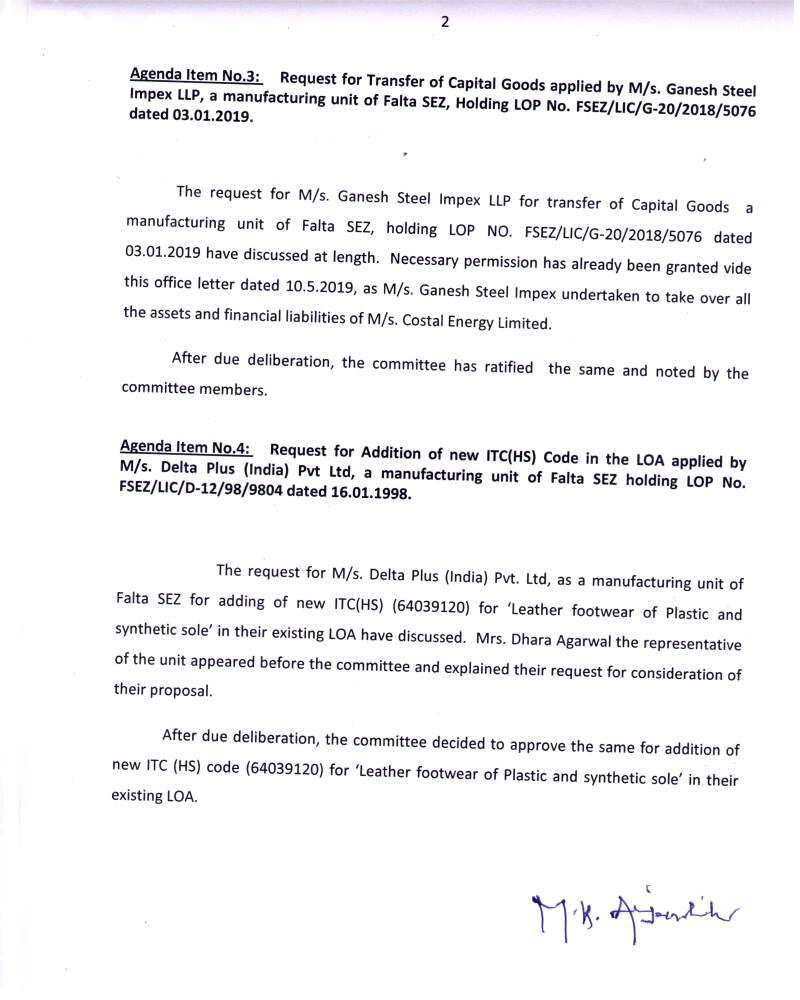 2
Agenda Item No.3: Request for Transfer of Capital Goods applied by M/s. Ganesh Steel
Impex LLP, a manufacturing unit of Falta SEZ, Holding LOP No. FSEZ/LIC/G-20/2018/5076
dated 03.01.2019.
The request for M/s. Ganesh Steel Impex LLP for transfer of Capital Goods a
manufacturing unit of Falta SEZ, holding LOP NO. FSEZ/LIC/G-20/2018/5076 dated
03.01.2019 have discussed at length. Necessary permission has already been granted vide
this office letter dated 10.5.2019, as M/s. Ganesh Steel Impex undertaken to take over all
the assets and financial liabilities of M/s. Costal Energy Limited.
After due deliberation, the committee has ratified the same and noted by the
committee members.
Agenda Item No.4: Request for Addition of new ITC(HS) Code in the LOA applied by
M/s. Delta Plus (India) Pvt Ltd, a manufacturing unit of Falta SEZ holding LOP No.
FSEZ/LIC/D-12/98/9804 dated 16.01.1998.
The request for M/s. Delta Plus (India) Pvt. Ltd, as a manufacturing unit of
Falta SEZ for adding of new ITC(HS) (64039120) for ‘Leather footwear of Plastic and
synthetic sole’ in their existing LOA have discussed. Mrs. Dhara Agarwal the representative
of the unit appeared before the committee and explained their request for consideration of
their proposal.
After due deliberation, the committee decided to approve the same for addition of
new ITC (HS) code (64039120) for ‘Leather footwear of Plastic and synthetic sole’ in their
existing LOA.
M.K.